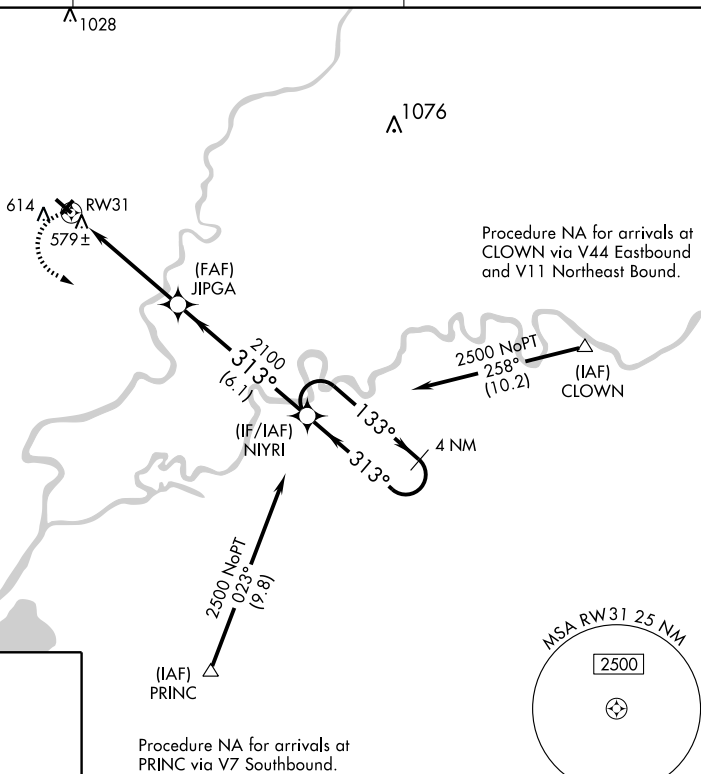 1028
1076
614
RW31
579±
Procedure NA for arrivals at
CLOWN via V44 Eastbound
and V11 Northeast Bound.
(FAF)
JIPGA
2100
313°
(6.1)
2500 NoPT
258°
(10.2)
(IAF)
CLOWN
(IF/IAF)
NIYRI
133°
4 NM
313°
2500 NoPT
023°
(9.8)
(IAF)
PRINC
MSA RW31 25 NM
2500
Procedure NA for arrivals at
PRINC via V7 Southbound.